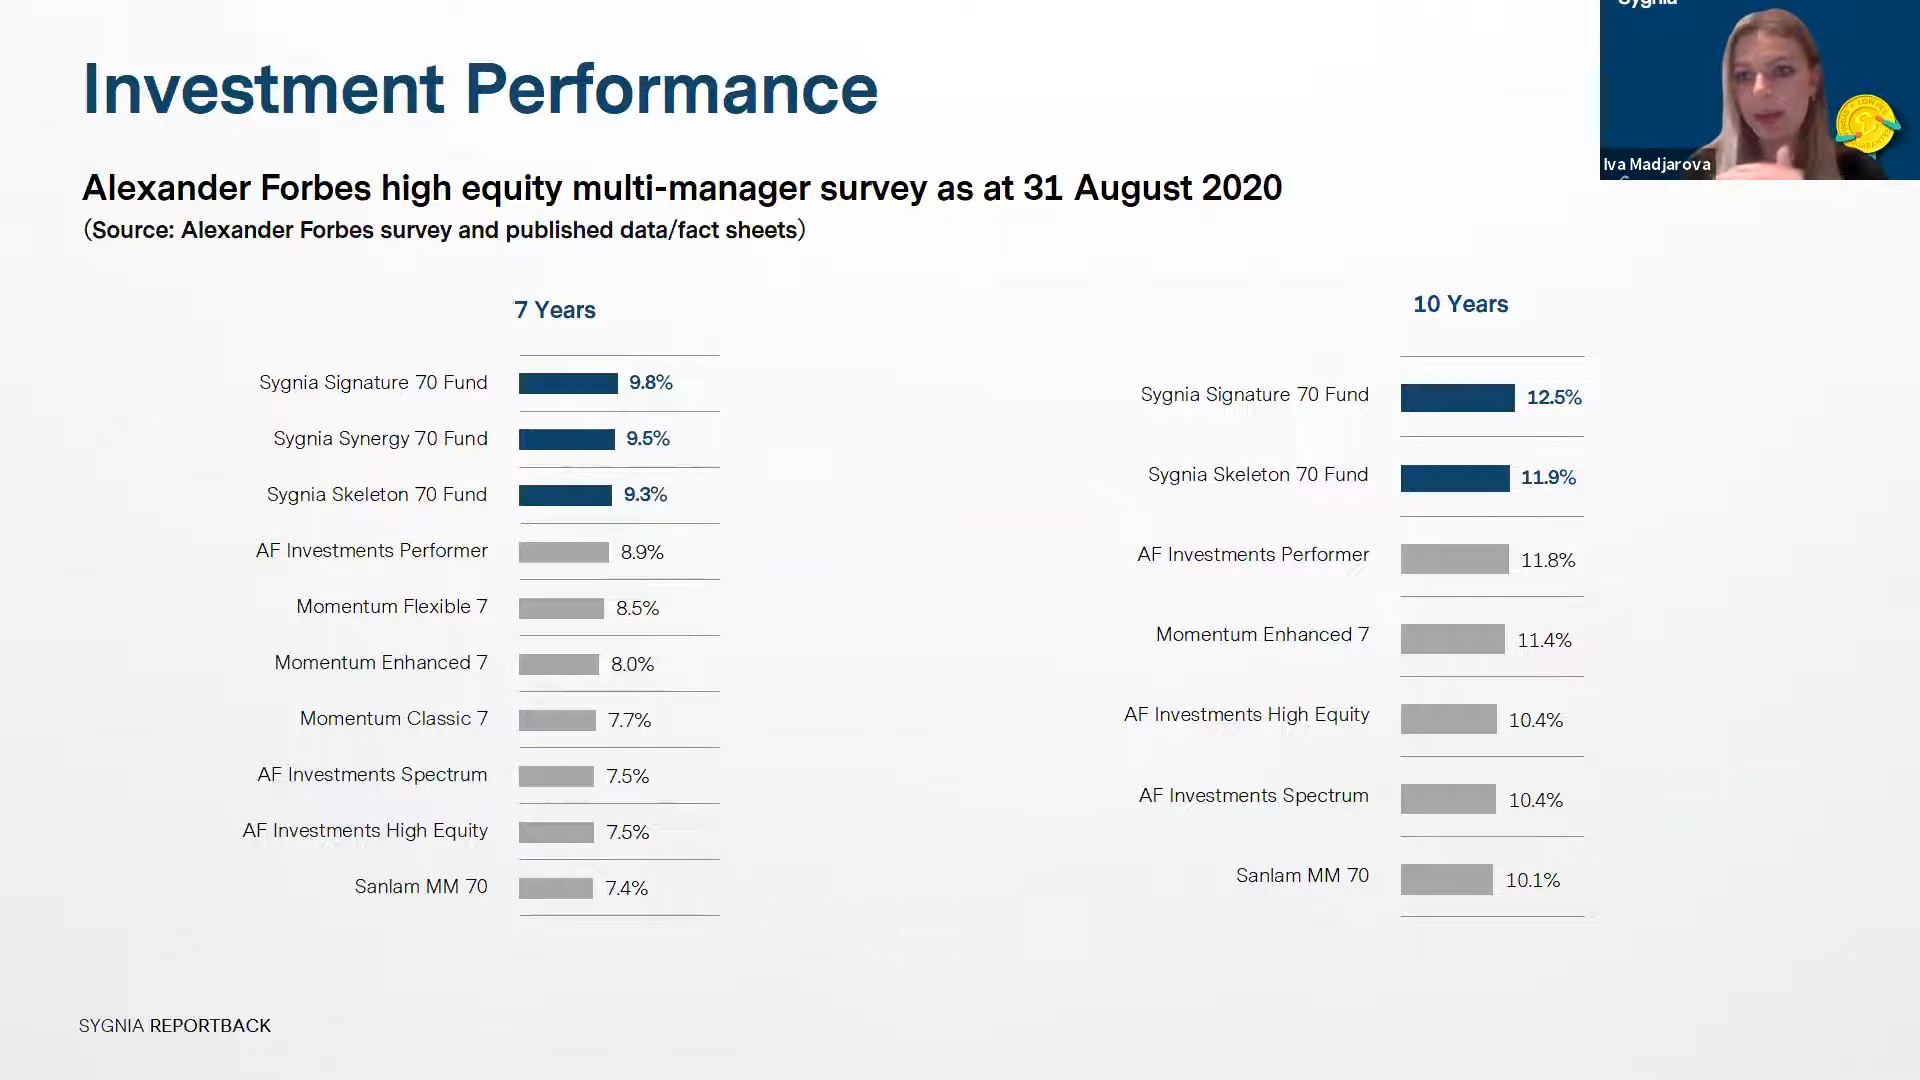 Investment Performance
Alexander Forbes high equity multi-manager survey as at 31 August 2020
(Source: Alexander Forbes survey and published data/fact sheets)
7 Years
Sygnia Signature 70 Fund 9.8%
Sygnia Synergy 70 Fund 9.5%
Sygnia Skeleton 70 Fund 9.3%
AF Investments Performer 8.9%
Momentum Flexible 7 8.5%
Momentum Enhanced 7 8.0%
Momentum Classic 7 7.7%
AF Investments Spectrum 7.5%
AF Investments High Equity 7.5%
Sanlam MM 70 7.4%
10 Years
Sygnia Signature 70 Fund 12.5%
Sygnia Skeleton 70 Fund 11.9%
AF Investments Performer 11.8%
Momentum Enhanced 7 11.4%
AF Investments High Equity 10.4%
AF Investments Spectrum 10.4%
Sanlam MM 70 10.1%
SYGNIA REPORTBACK
Sygnia
LOW FEE
Iva Madjarova